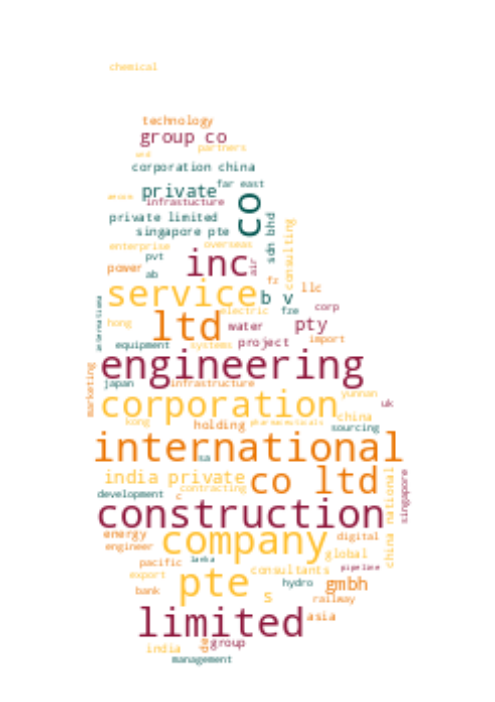 chemical
technology
group co
partners
corporation china
far east
private
infrastucture
co
private limited
singapore pte
sdn bhd
consulting
enterprise
overseas
pvt
inc
air
power
ab
fz
llc
service
b v
internationa
electric
fze
corp
hong
ltd
water
pty
equipment
systems
project
import
engineering
japan
infrastructure
marketing
yunnan
corporation
uk
china
kong
holding
pharmaceuticals
sourcing
international
sa
india private
co ltd
contracting
development
c
china national
singapore
construction
energy
company
digital
engineer
global
pacific
lanka
consultants
pipeline
export
pte
hydro
gmbh
bank
s
railway
limited
asia
india
group
management